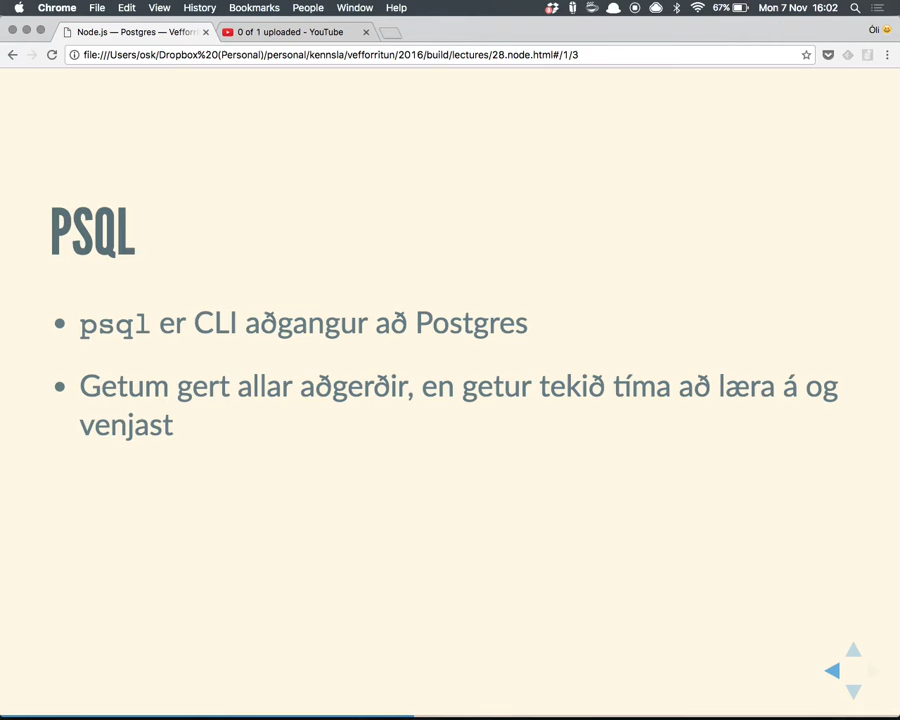 Chrome File Edit View History Bookmarks People Window Help 67% Mon 7 Nov 16:02
Node.js — Postgres — Vefforri 0 of 1 uploaded - YouTube Óli
file:///Users/osk/Dropbox%20(Personal)/personal/kennsla/vefforritun/2016/build/lectures/28.node.html#/1/3
PSQL
psql er CLI aðgangur að Postgres
Getum gert allar aðgerðir, en getur tekið tíma að læra á og
venjast